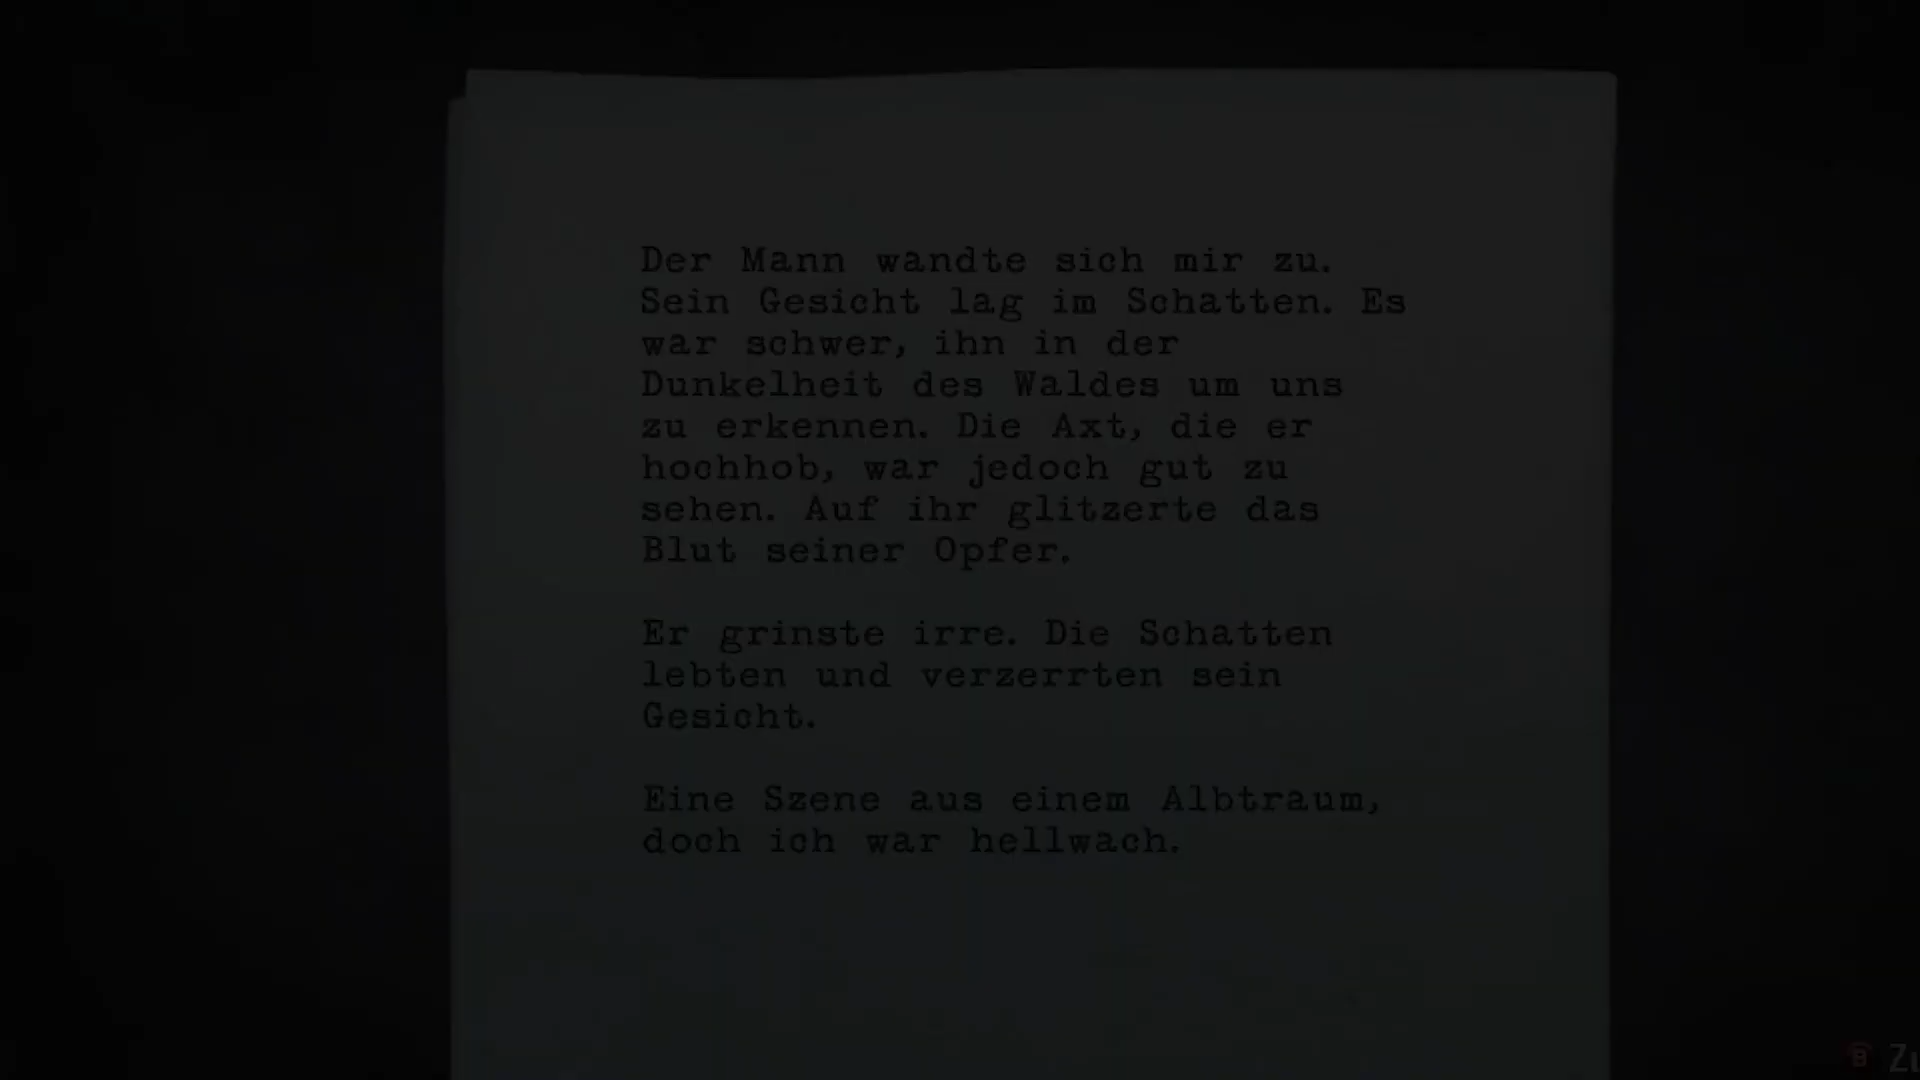 Der Mann wandte sich mir zu.
Sein Gesicht lag im Schatten. Es
war schwer, ihn in der
Dunkelheit des Waldes um uns
zu erkennen. Die Axt, die er
hochhob, war jedoch gut zu
sehen. Auf ihr glitzerte das
Blut seiner Opfer.
Er grinste irre. Die Schatten
lebten und verzerrten sein
Gesicht.
Eine Szene aus einem Albtraum,
doch ich war hellwach.
B